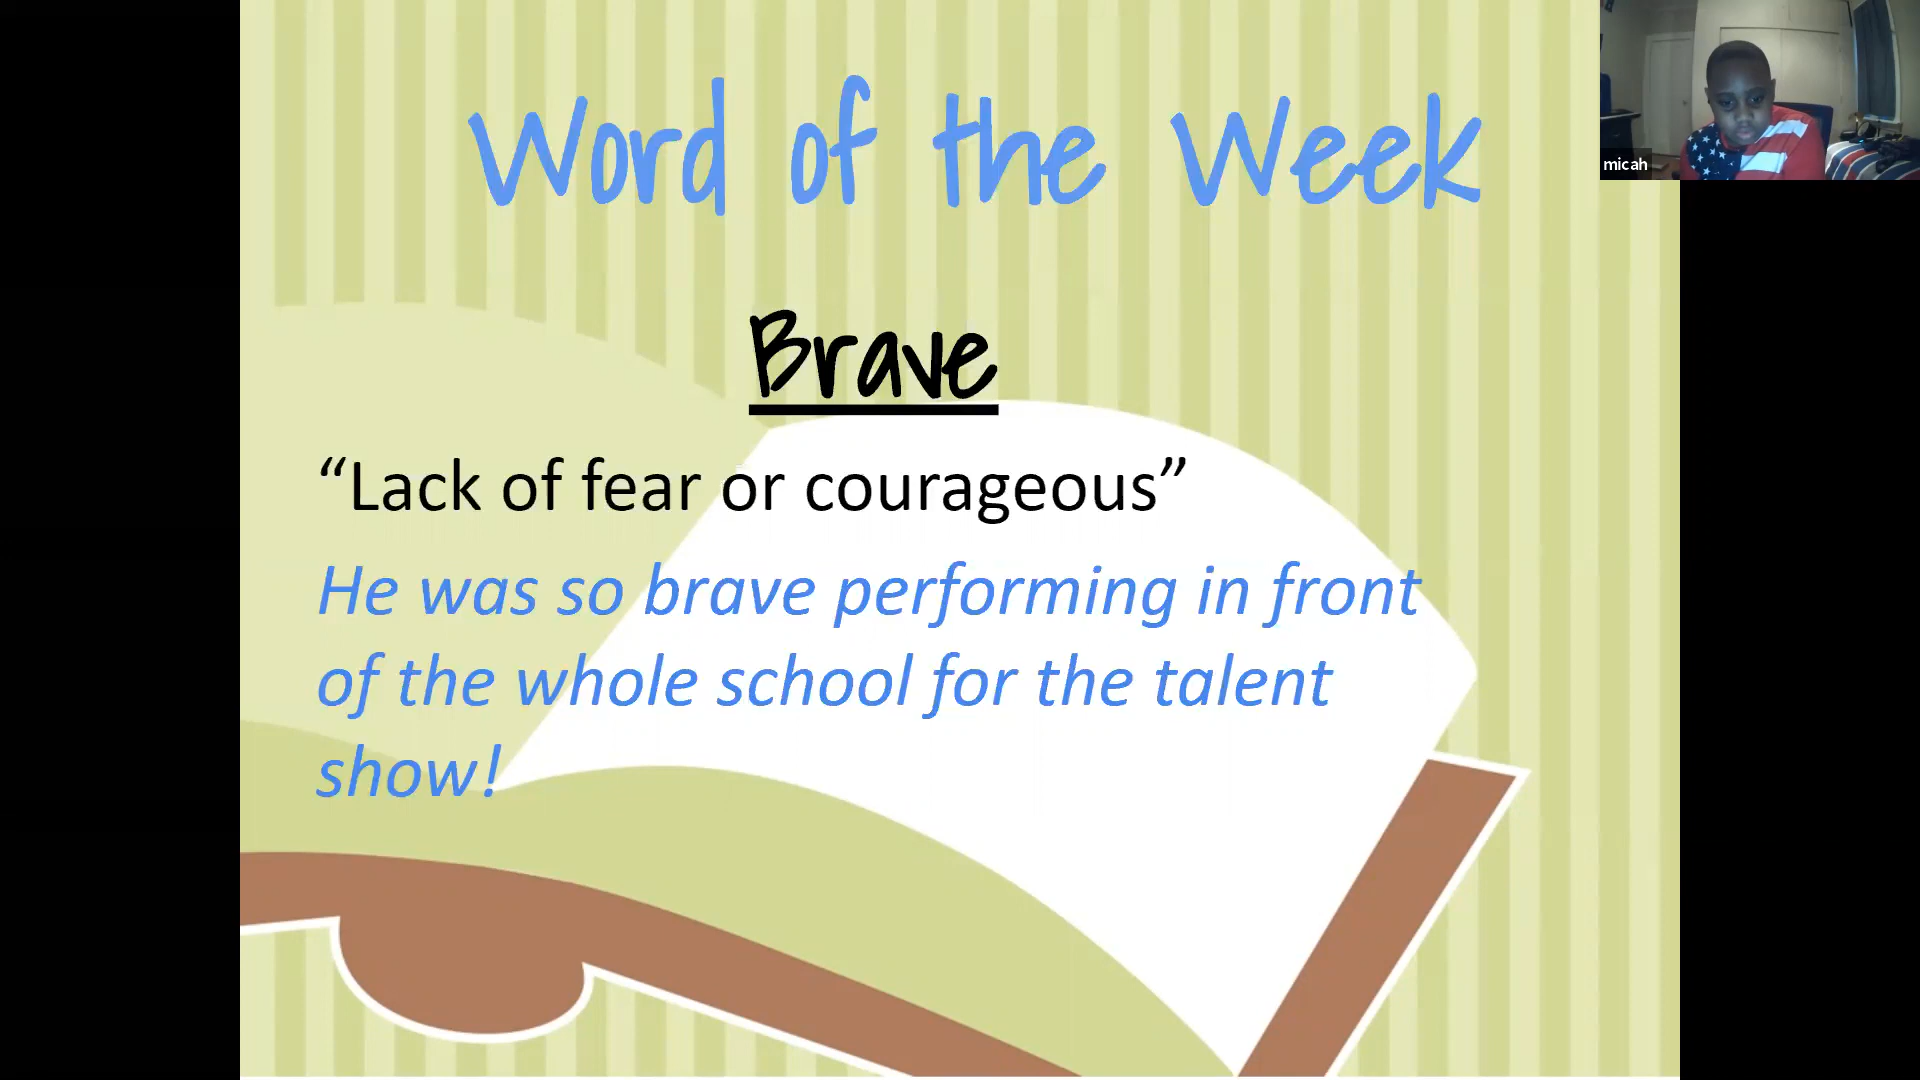 Word of the Week
micah
Brave
“Lack of fear or courageous”
He was so brave performing in front
of the whole school for the talent
show!